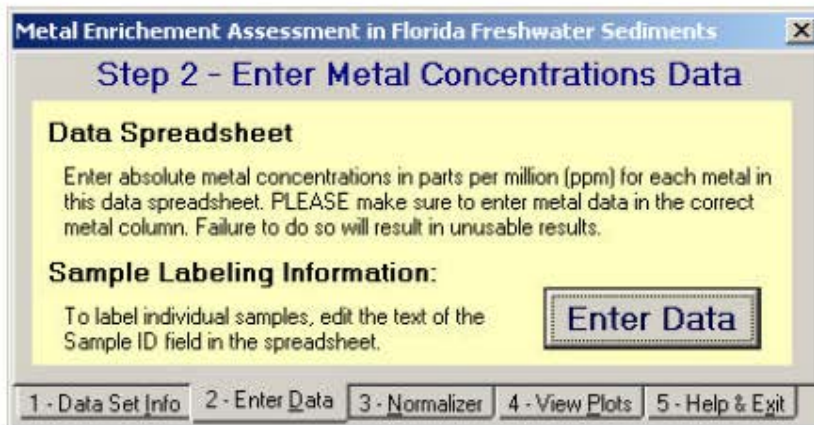 Metal Enrichement Assessment in Florida Freshwater Sediments
Step 2 - Enter Metal Concentrations Data
Data Spreadsheet
Enter absolute metal concentrations in parts per million (ppm) for each metal in
this data spreadsheet. PLEASE make sure to enter metal data in the correct
metal column. Failure to do so will result in unusable results.
Sample Labeling Information:
To label individual samples, edit the text of the
Sample ID field in the spreadsheet.
Enter Data
1 - Data Set Info 2 - Enter Data 3 - Normalizer 4 - View Plots 5 - Help & Exit